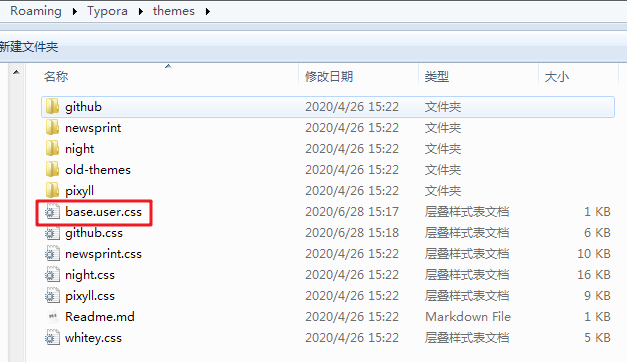 Roaming ▸ Typora ▸ themes ▸
新建文件夹
名称 修改日期 类型 大小
github 2020/4/26 15:22 文件夹
newsprint 2020/4/26 15:22 文件夹
night 2020/4/26 15:22 文件夹
old-themes 2020/4/26 15:22 文件夹
pixyll 2020/4/26 15:22 文件夹
base.user.css 2020/6/28 15:17 层叠样式表文档 1 KB
github.css 2020/6/28 15:18 层叠样式表文档 6 KB
newsprint.css 2020/4/26 15:22 层叠样式表文档 10 KB
night.css 2020/4/26 15:22 层叠样式表文档 16 KB
pixyll.css 2020/4/26 15:22 层叠样式表文档 9 KB
Readme.md 2020/4/26 15:22 Markdown File 1 KB
whitey.css 2020/4/26 15:22 层叠样式表文档 5 KB